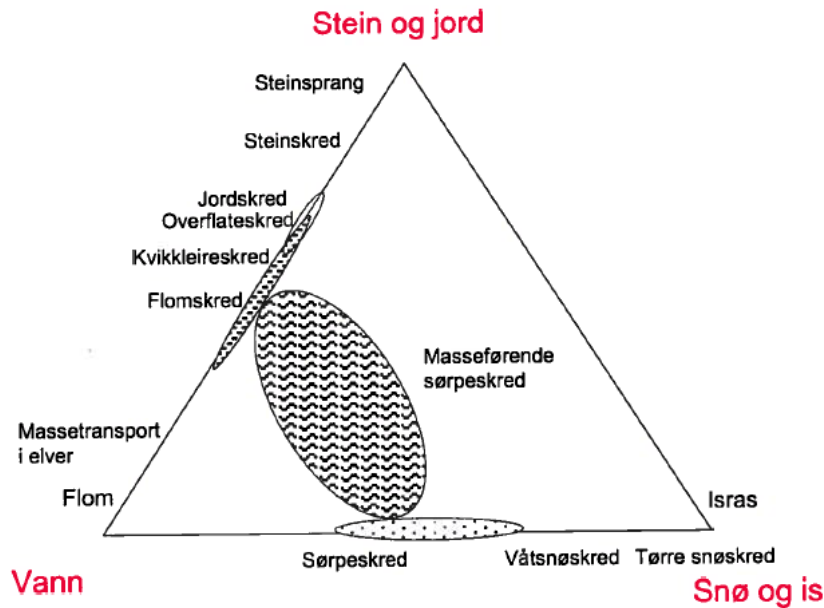 Stein og jord
Steinsprang
Steinskred
Jordskred
Overflateskred
Kvikkleireskred
Flomskred
Masseførende
sørpeskred
Massetransport
i elver
Flom
Isras
Sørpeskred
Våtsnøskred
Tørre snøskred
Vann
Snø og is